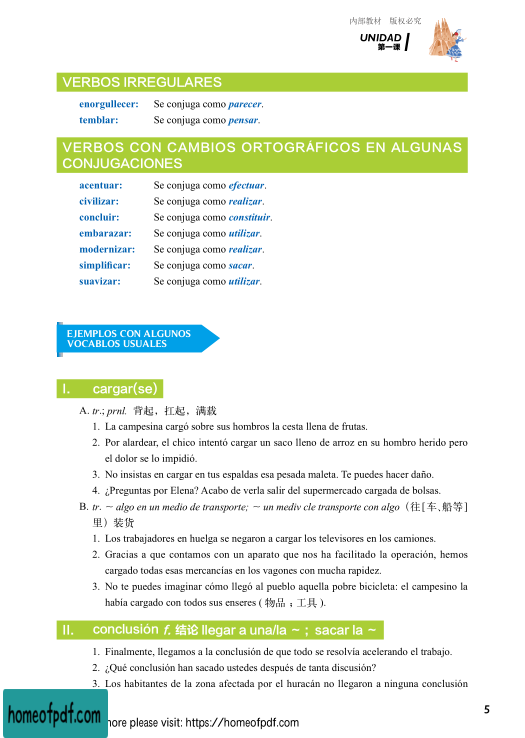 内部教材 版权必究
UNIDAD 1
第一课
VERBOS IRREGULARES
enorgullecer: Se conjuga como parecer.
temblar: Se conjuga como pensar.
VERBOS CON CAMBIOS ORTOGRÁFICOS EN ALGUNAS
CONJUGACIONES
acentuar: Se conjuga como efectuar.
civilizar: Se conjuga como realizar.
concluir: Se conjuga como constituir.
embarazar: Se conjuga como utilizar.
modernizar: Se conjuga como realizar.
simplificar: Se conjuga como sacar.
suavizar: Se conjuga como utilizar.
EJEMPLOS CON ALGUNOS
VOCABLOS USUALES
I. cargar(se)
A. tr.; prnl. 背起，扛起，满载
1. La campesina cargó sobre sus hombros la cesta llena de frutas.
2. Por alardear, el chico intentó cargar un saco lleno de arroz en su hombro herido pero
el dolor se lo impidió.
3. No insistas en cargar en tus espaldas esa pesada maleta. Te puedes hacer daño.
4. ¿Preguntas por Elena? Acabo de verla salir del supermercado cargada de bolsas.
B. tr. ~ algo en un medio de transporte; ~ un mediv cle transporte con algo（往[车、船等]
里）装货
1. Los trabajadores en huelga se negaron a cargar los televisores en los camiones.
2. Gracias a que contamos con un aparato que nos ha facilitado la operación, hemos
cargado todas esas mercancías en los vagones con mucha rapidez.
3. No te puedes imaginar cómo llegó al pueblo aquella pobre bicicleta: el campesino la
había cargado con todos sus enseres ( 物品；工具 ).
II. conclusión f. 结论 llegar a una/la ~ ; sacar la ~
1. Finalmente, llegamos a la conclusión de que todo se resolvía acelerando el trabajo.
2. ¿Qué conclusión han sacado ustedes después de tanta discusión?
3. Los habitantes de la zona afectada por el huracán no llegaron a ninguna conclusión
5
homeofpdf.com
more please visit: https://homeofpdf.com